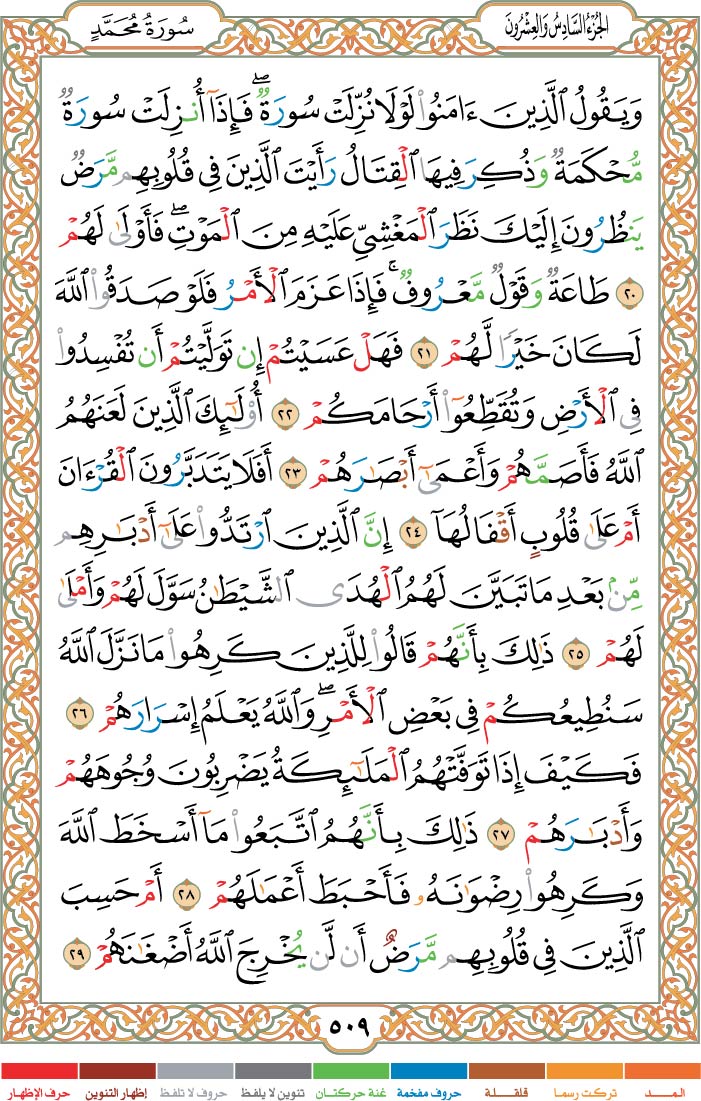 الجُزْءُ السَّادِسُ وَالعِشْرُونَ
سُورَةُ مُحَمَّدٍ
وَيَقُولُ ٱلَّذِينَ ءَامَنُوا۟ لَوْلَا نُزِّلَتْ سُورَةٌۖ فَإِذَآ أُنزِلَتْ سُورَةٌ
مُّحْكَمَةٌ وَذُكِرَ فِيهَا ٱلْقِتَالُ رَأَيْتَ ٱلَّذِينَ فِى قُلُوبِهِم مَّرَضٌ
يَنظُرُونَ إِلَيْكَ نَظَرَ ٱلْمَغْشِىِّ عَلَيْهِ مِنَ ٱلْمَوْتِۖ فَأَوْلَىٰ لَهُمْ
٢٠ طَاعَةٌ وَقَوْلٌ مَّعْرُوفٌۚ فَإِذَا عَزَمَ ٱلْأَمْرُ فَلَوْ صَدَقُوا۟ ٱللَّهَ
لَكَانَ خَيْرًا لَّهُمْ ٢١ فَهَلْ عَسَيْتُمْ إِن تَوَلَّيْتُمْ أَن تُفْسِدُوا۟
فِى ٱلْأَرْضِ وَتُقَطِّعُوٓا۟ أَرْحَامَكُمْ ٢٢ أُو۟لَٰٓئِكَ ٱلَّذِينَ لَعَنَهُمُ
ٱللَّهُ فَأَصَمَّهُمْ وَأَعْمَىٰٓ أَبْصَٰرَهُمْ ٢٣ أَفَلَا يَتَدَبَّرُونَ ٱلْقُرْءَانَ
أَمْ عَلَىٰ قُلُوبٍ أَقْفَالُهَآ ٢٤ إِنَّ ٱلَّذِينَ ٱرْتَدُّوا۟ عَلَىٰٓ أَدْبَٰرِهِم
مِّنۢ بَعْدِ مَا تَبَيَّنَ لَهُمُ ٱلْهُدَى ٱلشَّيْطَٰنُ سَوَّلَ لَهُمْ وَأَمْلَىٰ
لَهُمْ ٢٥ ذَٰلِكَ بِأَنَّهُمْ قَالُوا۟ لِلَّذِينَ كَرِهُوا۟ مَا نَزَّلَ ٱللَّهُ
سَنُطِيعُكُمْ فِى بَعْضِ ٱلْأَمْرِۖ وَٱللَّهُ يَعْلَمُ إِسْرَارَهُمْ ٢٦
فَكَيْفَ إِذَا تَوَفَّتْهُمُ ٱلْمَلَٰٓئِكَةُ يَضْرِبُونَ وُجُوهَهُمْ
وَأَدْبَٰرَهُمْ ٢٧ ذَٰلِكَ بِأَنَّهُمُ ٱتَّبَعُوا۟ مَآ أَسْخَطَ ٱللَّهَ
وَكَرِهُوا۟ رِضْوَٰنَهُۥ فَأَحْبَطَ أَعْمَٰلَهُمْ ٢٨ أَمْ حَسِبَ
ٱلَّذِينَ فِى قُلُوبِهِم مَّرَضٌ أَن لَّن يُخْرِجَ ٱللَّهُ أَضْغَٰنَهُمْ ٢٩
٥٠٩
المـــد تركت رسما قلقـــلة حروف مفخمة غنة حركتان تنوين لا يلفظ حروف لا تلفظ إظهار التنوين حرف الإظهار